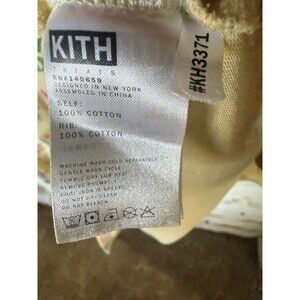 KITH
TREATS
RN#140659
DESIGNED IN NEW YORK
ASSEMBLED IN CHINA
SELF:
100% COTTON
RIB:
100% COTTON
MACHINE WASH COLD SEPARATELY
GENTLE WASH CYCLE
TUMBLE DRY LOW HEAT
REMOVE PROMPTLY
COOL IRON IF NEEDED
DO NOT DRY CLEAN
DO NOT BLEACH
#KH3371